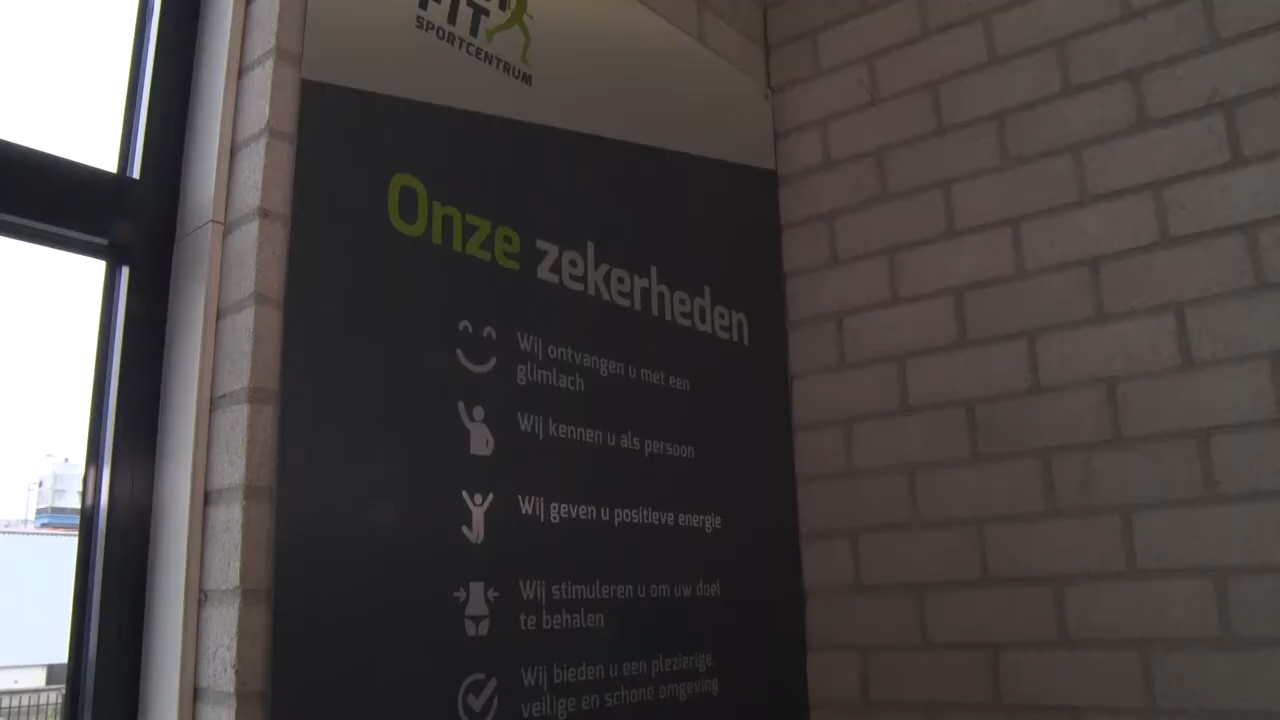 FIT
SPORTCENTRUM
Onze zekerheden
Wij ontvangen u met een
glimlach
Wij kennen u als persoon
Wij geven u positieve energie
Wij stimuleren u om uw doel
te behalen
Wij bieden u een plezierige,
veilige en schone omgeving